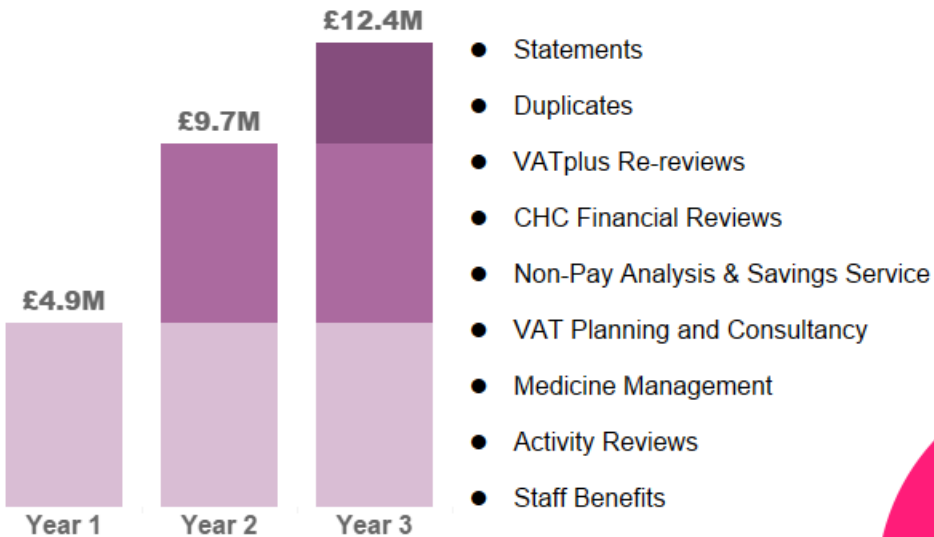 £12.4M
£9.7M
£4.9M
Year 1
Year 2
Year 3
● Statements
● Duplicates
● VATplus Re-reviews
● CHC Financial Reviews
● Non-Pay Analysis & Savings Service
● VAT Planning and Consultancy
● Medicine Management
● Activity Reviews
● Staff Benefits